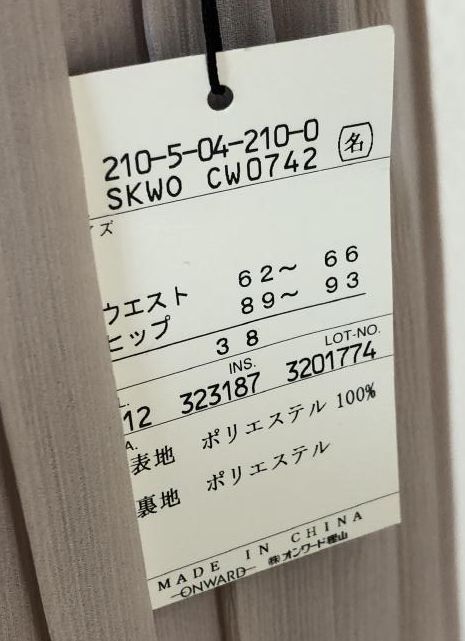 210-5-04-210-0
SKWO CW0742 名
イズ
ウエスト 62〜 66
ヒップ 89〜 93
38
L. INS. LOT-NO.
12 323187 3201774
A.
表地 ポリエステル 100%
裏地 ポリエステル
MADE IN CHINA
ONWARD ㈱オンワード樫山